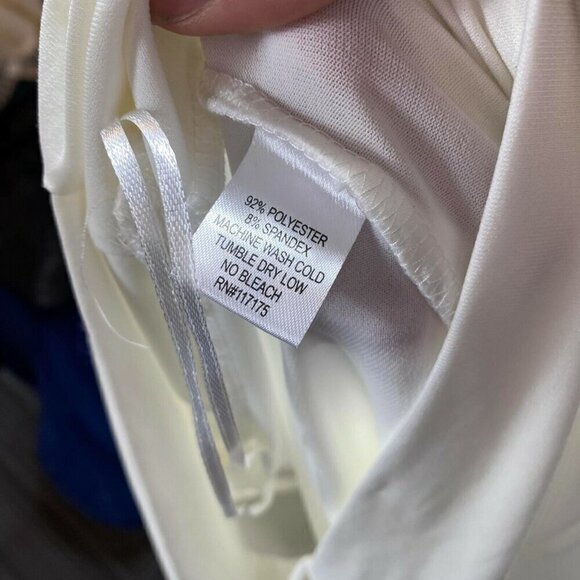 92% POLYESTER
8% SPANDEX
MACHINE WASH COLD
TUMBLE DRY LOW
NO BLEACH
RN#117175